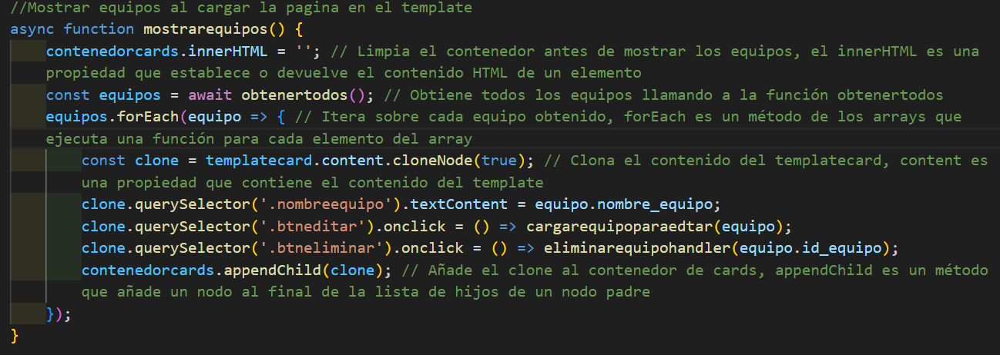 //Mostrar equipos al cargar la pagina en el template
async function mostrarequipos() {
contenedorcards.innerHTML = ''; // Limpia el contenedor antes de mostrar los equipos, el innerHTML es una
propiedad que establece o devuelve el contenido HTML de un elemento
const equipos = await obtenertodos(); // Obtiene todos los equipos llamando a la función obtenertodos
equipos.forEach(equipo => { // Itera sobre cada equipo obtenido, forEach es un método de los arrays que
ejecuta una función para cada elemento del array
const clone = templatecard.content.cloneNode(true); // Clona el contenido del templatecard, content es
una propiedad que contiene el contenido del template
clone.querySelector('.nombreequipo').textContent = equipo.nombre_equipo;
clone.querySelector('.btneditar').onclick = () => cargarequipoparaedtar(equipo);
clone.querySelector('.btneliminar').onclick = () => eliminarequipohandler(equipo.id_equipo);
contenedorcards.appendChild(clone); // Añade el clone al contenedor de cards, appendChild es un método
que añade un nodo al final de la lista de hijos de un nodo padre
});
}